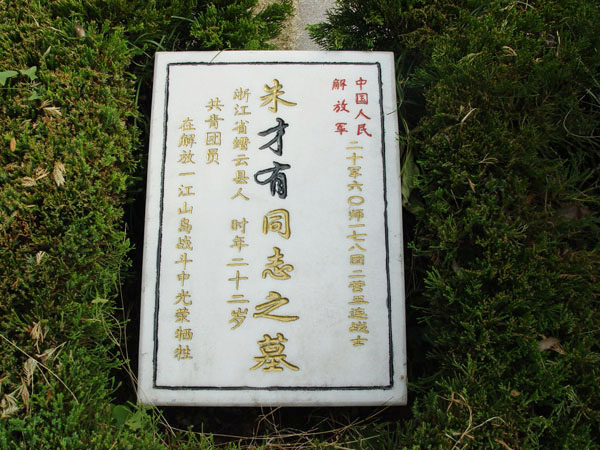 中国人民
解放军
二十军六〇师一七八团二营五连战士
朱才有同志之墓
浙江省缙云县人 时年二十二岁
共青团员
在解放一江山岛战斗中光荣牺牲